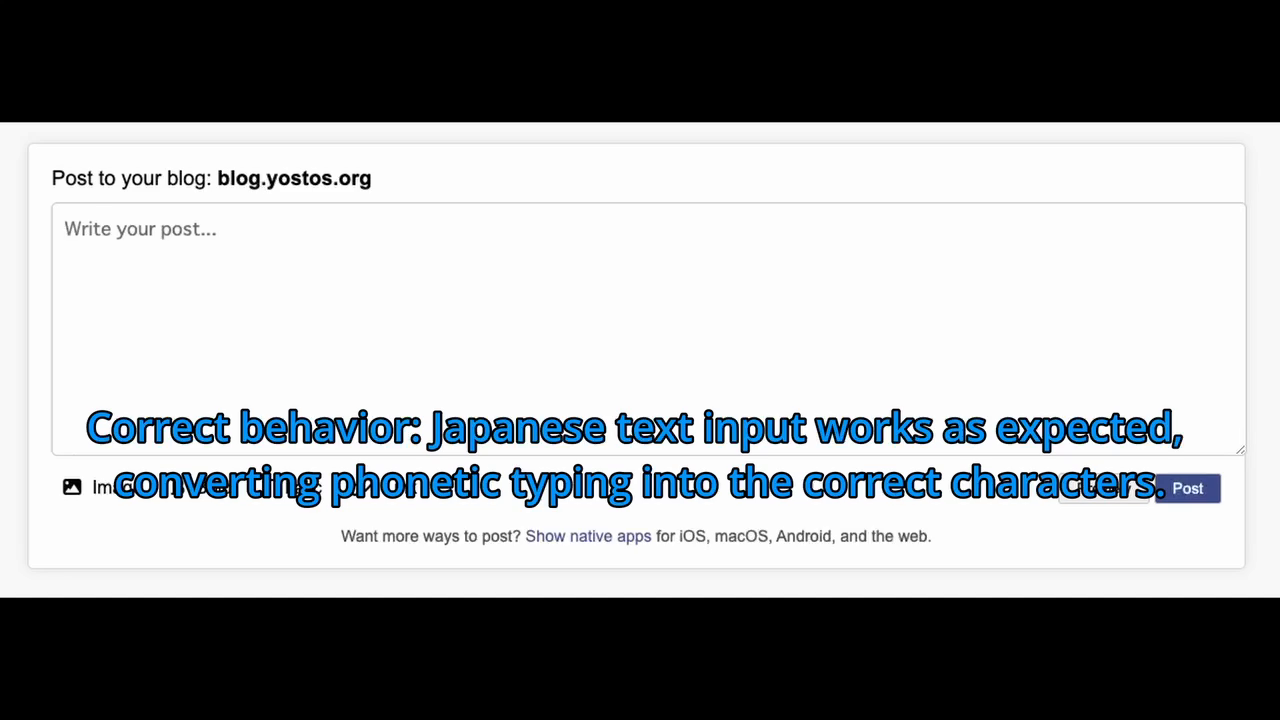 Post to your blog: blog.yostos.org
Write your post...
Correct behavior: Japanese text input works as expected,
converting phonetic typing into the correct characters.
Post
Want more ways to post? Show native apps for iOS, macOS, Android, and the web.